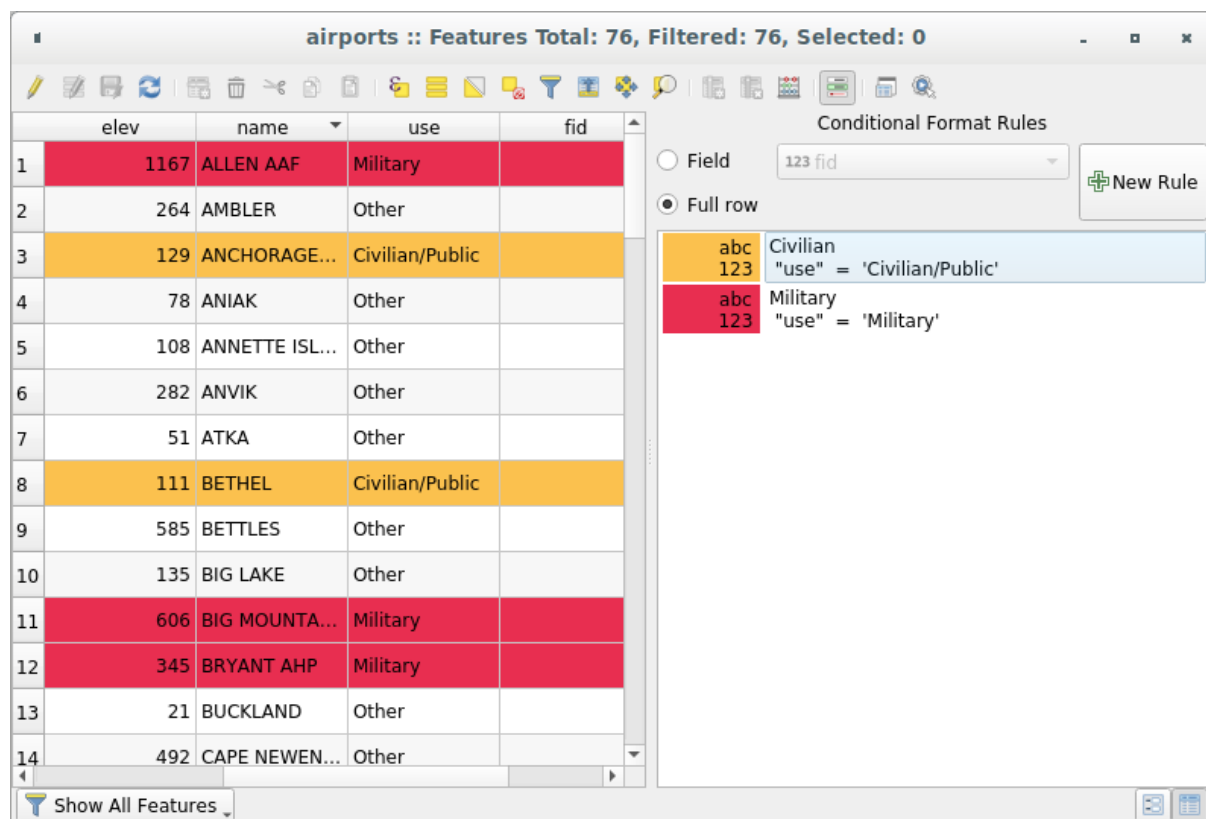 airports :: Features Total: 76, Filtered: 76, Selected: 0
elev name use fid
1 1167 ALLEN AAF Military
2 264 AMBLER Other
3 129 ANCHORAGE... Civilian/Public
4 78 ANIAK Other
5 108 ANNETTE ISL... Other
6 282 ANVIK Other
7 51 ATKA Other
8 111 BETHEL Civilian/Public
9 585 BETTLES Other
10 135 BIG LAKE Other
11 606 BIG MOUNTA... Military
12 345 BRYANT AHP Military
13 21 BUCKLAND Other
14 492 CAPE NEWEN... Other
Show All Features
Conditional Format Rules
Field 123 fid
Full row
New Rule
abc Civilian
123 "use" = 'Civilian/Public'
abc Military
123 "use" = 'Military'